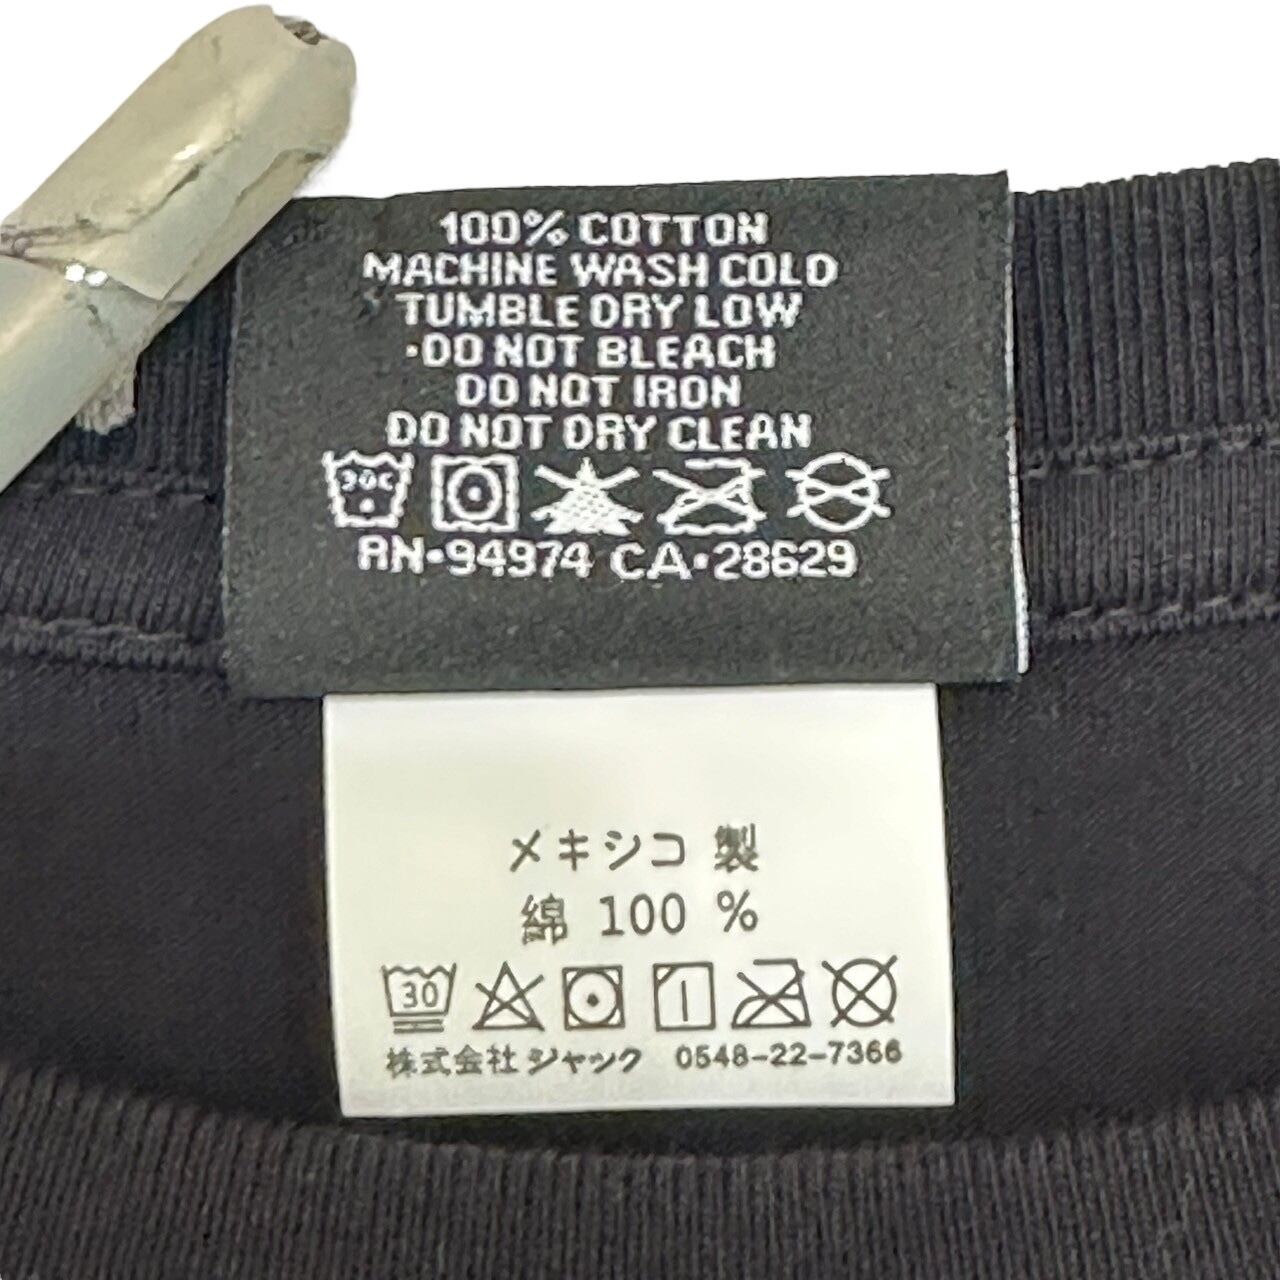 100% COTTON
MACHINE WASH COLD
TUMBLE DRY LOW
·DO NOT BLEACH
DO NOT IRON
DO NOT DRY CLEAN
30C
RN·94974 CA·28629
メキシコ 製
綿 100 %
30
株式会社 ジャック 0548-22-7366